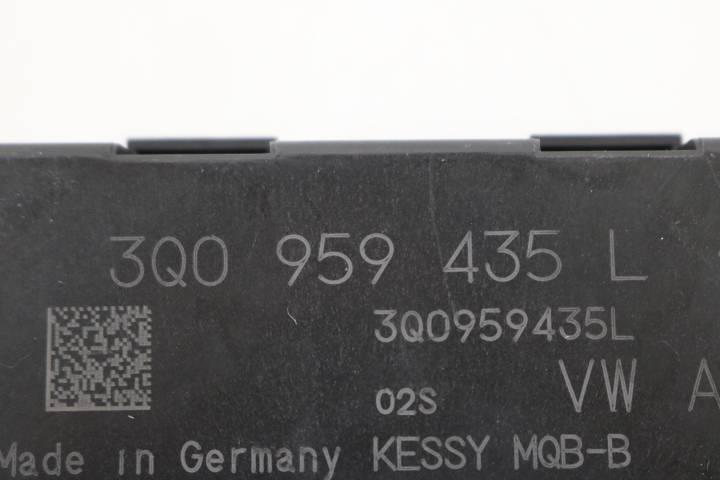 3Q0 959 435 L
3Q0959435L
02S VW A
Made in Germany KESSY MQB-B